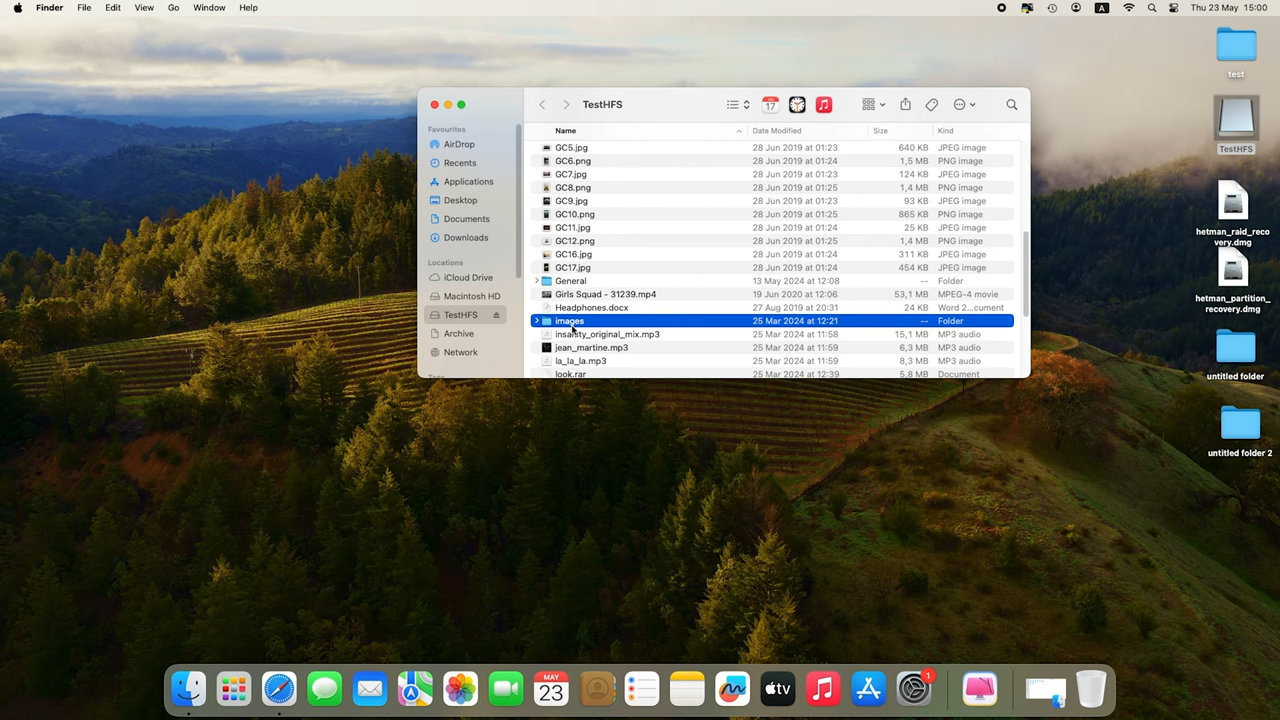 Finder File Edit View Go Window Help
A Thu 23 May 15:00
test
TestHFS
hetman_raid_reco
very.dmg
hetman_partition_
recovery.dmg
untitled folder
untitled folder 2
Favourites
AirDrop
Recents
Applications
Desktop
Documents
Downloads
Locations
iCloud Drive
Macintosh HD
TestHFS
Archive
Network
TestHFS
17
Name Date Modified Size Kind
GC5.jpg 28 Jun 2019 at 01:23 640 KB JPEG image
GC6.png 28 Jun 2019 at 01:23 1,5 MB PNG image
GC7.jpg 28 Jun 2019 at 01:23 124 KB JPEG image
GC8.png 28 Jun 2019 at 01:25 1,4 MB PNG image
GC9.jpg 28 Jun 2019 at 01:23 93 KB JPEG image
GC10.png 28 Jun 2019 at 01:25 865 KB PNG image
GC11.jpg 28 Jun 2019 at 01:24 25 KB JPEG image
GC12.png 28 Jun 2019 at 01:25 1,4 MB PNG image
GC16.jpg 28 Jun 2019 at 01:24 311 KB JPEG image
GC17.jpg 28 Jun 2019 at 01:24 454 KB JPEG image
General 13 May 2024 at 12:08 -- Folder
Girls Squad - 31239.mp4 19 Jun 2020 at 12:06 53,1 MB MPEG-4 movie
Headphones.docx 27 Aug 2019 at 20:31 24 KB Word 2...cument
images 25 Mar 2024 at 12:21 -- Folder
insanity_original_mix.mp3 25 Mar 2024 at 11:58 15,1 MB MP3 audio
jean_martine.mp3 25 Mar 2024 at 11:59 6,3 MB MP3 audio
la_la_la.mp3 25 Mar 2024 at 11:59 8,3 MB MP3 audio
look.rar 25 Mar 2024 at 12:39 5,8 MB Document
MAY
23
tv
1